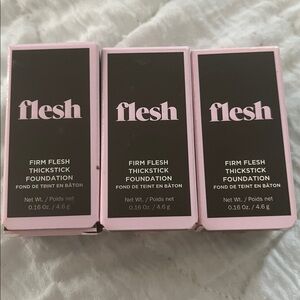 flesh
FIRM FLESH
THICKSTICK
FOUNDATION
FOND DE TEINT EN BÂTON
Net Wt. / Poids net
0.16 Oz. / 4.6 g
flesh
FIRM FLESH
THICKSTICK
FOUNDATION
FOND DE TEINT EN BÂTON
Net Wt. / Poids net
0.16 Oz. / 4.6 g
flesh
FIRM FLESH
THICKSTICK
FOUNDATION
FOND DE TEINT EN BÂTON
Net Wt. / Poids net
0.16 Oz. / 4.6 g